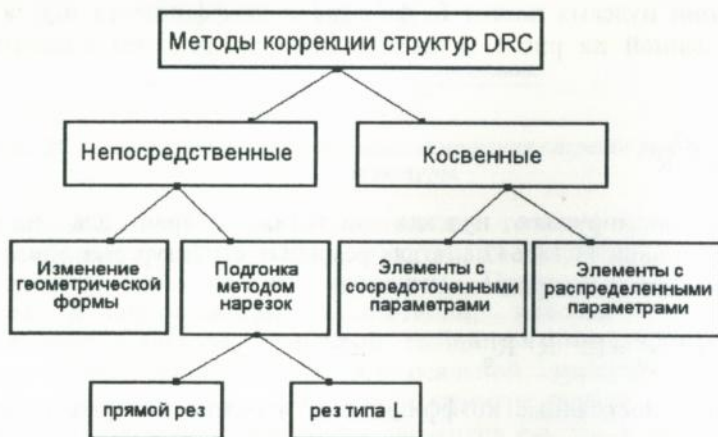 Методы коррекции структур DRC
Непосредственные
Косвенные
Изменение
геометрической
формы
Подгонка
методом
нарезок
Элементы с
сосредоточенными
параметрами
Элементы с
распределенными
параметрами
прямой рез
рез типа L